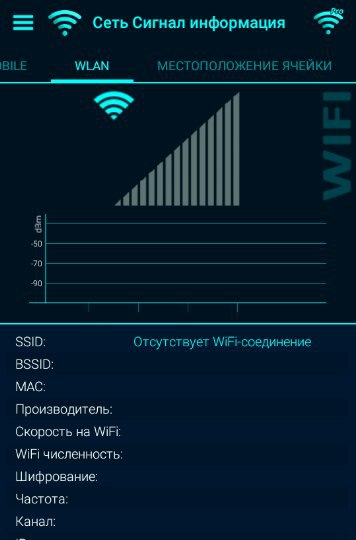 Сеть Сигнал информация
Pro
OBILE
WLAN
МЕСТОПОЛОЖЕНИЕ ЯЧЕЙКИ
WIFI
dBm
-50
-70
-90
SSID:
Отсутствует WiFi-соединение
BSSID:
MAC:
Производитель:
Скорость на WiFi:
WiFi численность:
Шифрование:
Частота:
Канал: